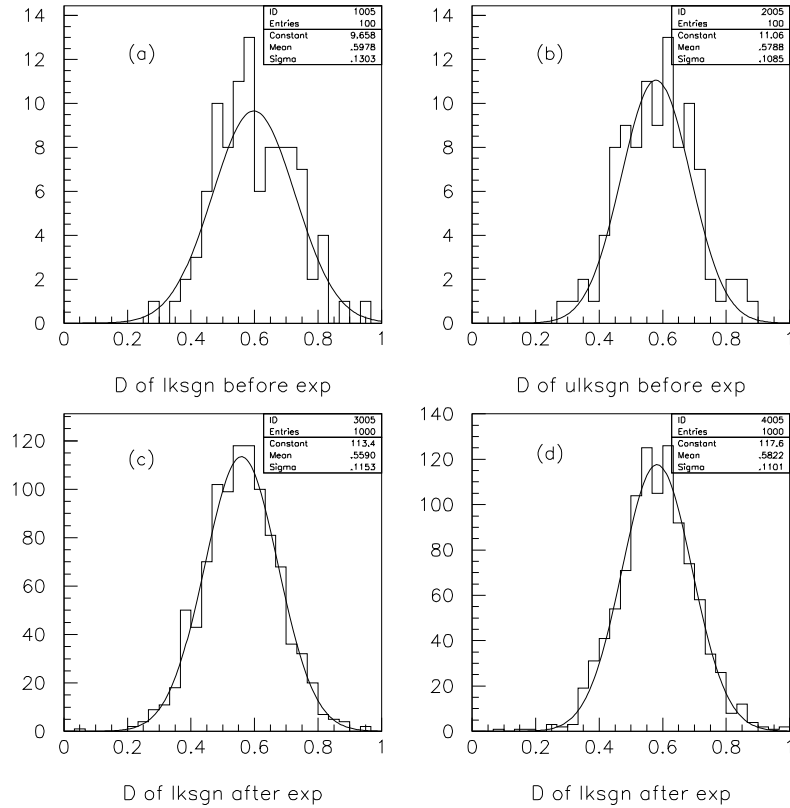 ID 1005
Entries 100
Constant 9.658
Mean .5978
Sigma .1303
(a)
14
12
10
8
6
4
2
0
0 0.2 0.4 0.6 0.8 1
D of lksgn before exp
ID 2005
Entries 100
Constant 11.06
Mean .5788
Sigma .1085
(b)
14
12
10
8
6
4
2
0
0 0.2 0.4 0.6 0.8 1
D of ulksgn before exp
ID 3005
Entries 1000
Constant 113.4
Mean .5590
Sigma .1153
(c)
120
100
80
60
40
20
0
0 0.2 0.4 0.6 0.8 1
D of lksgn after exp
ID 4005
Entries 1000
Constant 117.6
Mean .5822
Sigma .1101
(d)
140
120
100
80
60
40
20
0
0 0.2 0.4 0.6 0.8 1
D of lksgn after exp